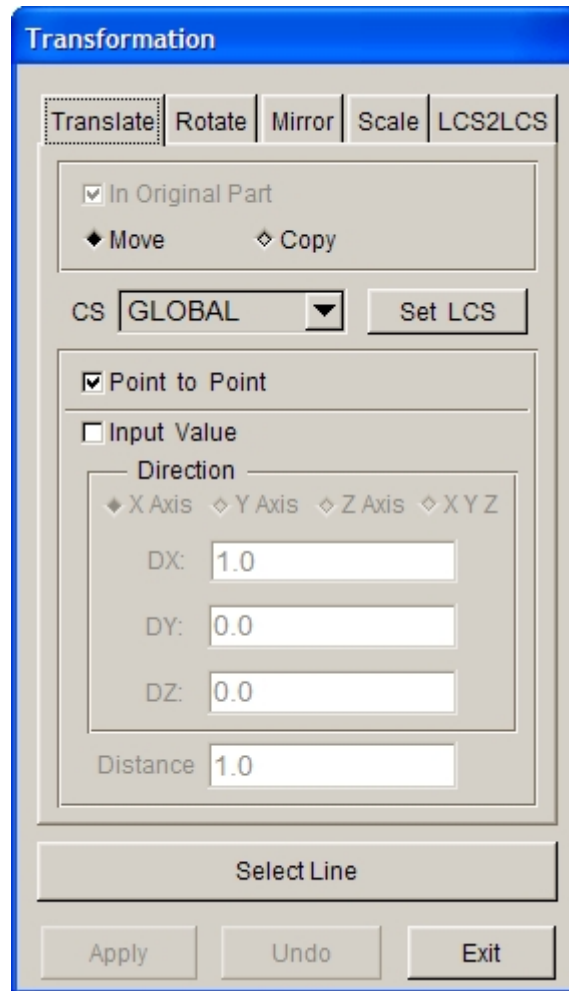 Transformation
Translate Rotate Mirror Scale LCS2LCS
In Original Part
Move Copy
CS GLOBAL Set LCS
Point to Point
Input Value
Direction
X Axis Y Axis Z Axis X Y Z
DX: 1.0
DY: 0.0
DZ: 0.0
Distance 1.0
Select Line
Apply Undo Exit